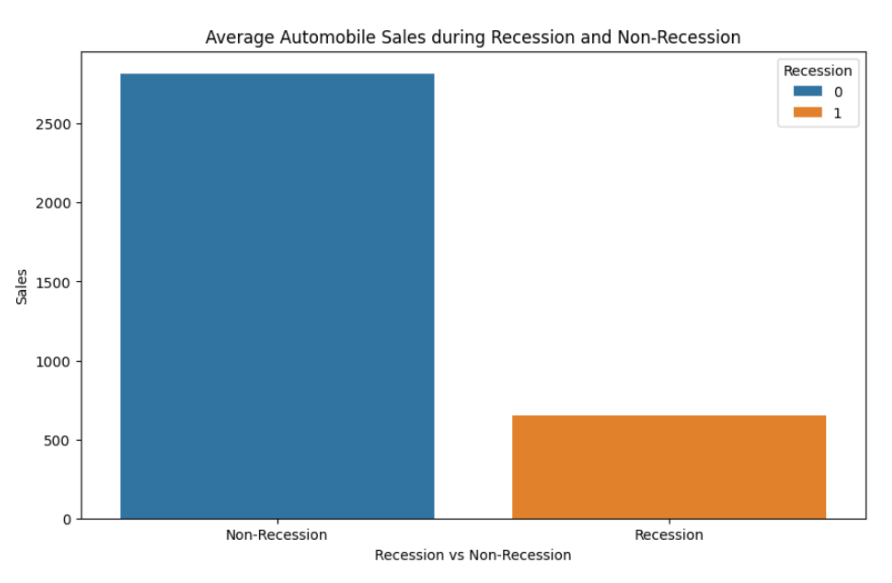 Average Automobile Sales during Recession and Non-Recession
Recession
0
1
2500
2000
1500
1000
500
0
Sales
Non-Recession
Recession
Recession vs Non-Recession